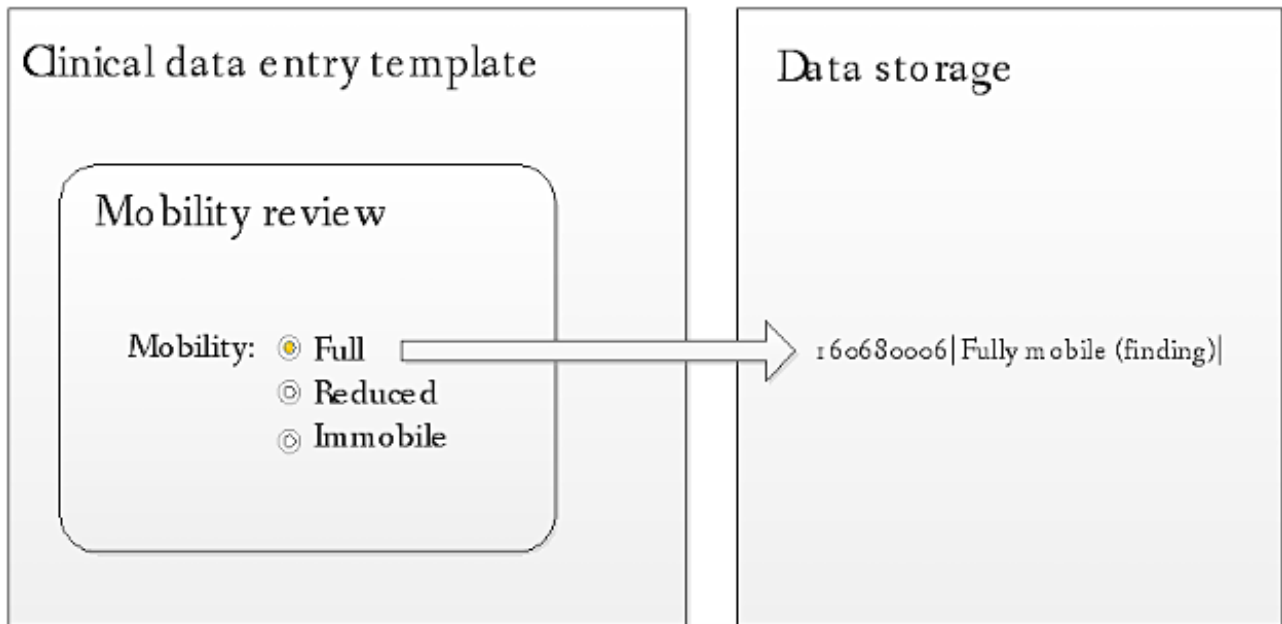 Clinical data entry template
Data storage
Mobility review
Mobility:
Full
160680006| Fully mobile (finding)|
Reduced
Immobile